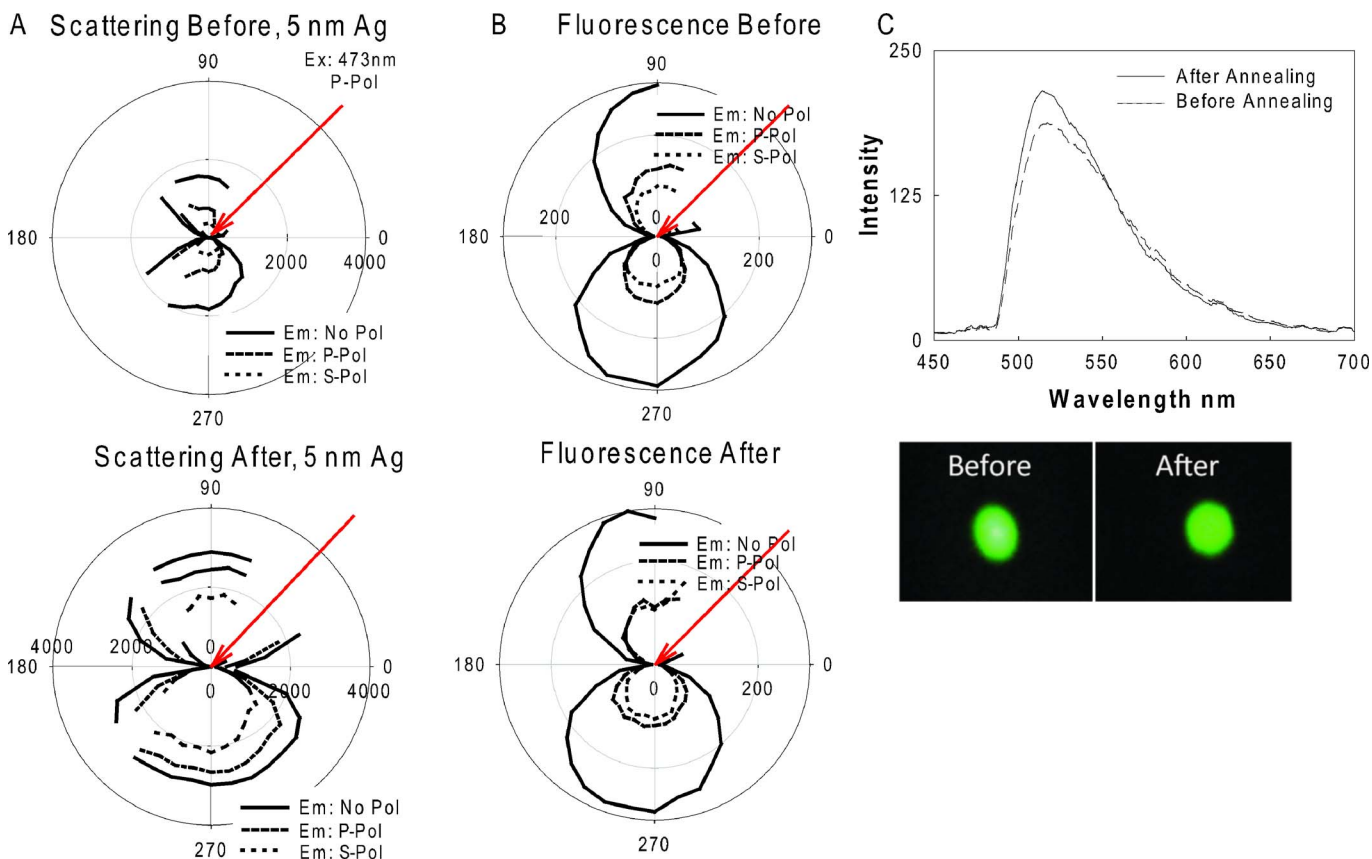 A
Scattering Before, 5 nm Ag
Ex: 473nm
P-Pol
90
180
0
2000
4000
Em: No Pol
Em: P-Pol
Em: S-Pol
270
Scattering After, 5 nm Ag
90
4000
2000
0
180
0
0
2000
4000
Em: No Pol
Em: P-Pol
Em: S-Pol
270
B
Fluorescence Before
90
Em: No Pol
Em: P-Pol
Em: S-Pol
200
0
180
0
0
200
270
Fluorescence After
90
Em: No Pol
Em: P-Pol
Em: S-Pol
180
0
0
200
270
C
250
After Annealing
Before Annealing
Intensity
125
0
450
500
550
600
650
700
Wavelength nm
Before
After